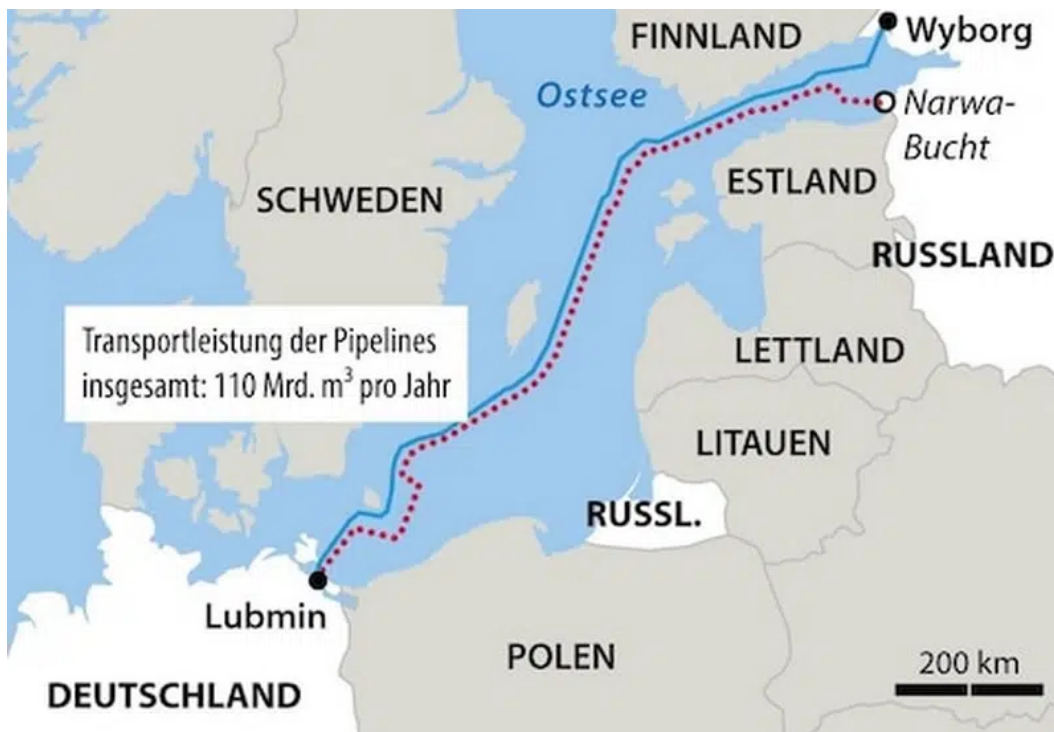 FINNLAND
Wyborg
Ostsee
Narwa-
Bucht
SCHWEDEN
ESTLAND
RUSSLAND
Transportleistung der Pipelines
insgesamt: 110 Mrd. m³ pro Jahr
LETTLAND
LITAUEN
RUSSL.
Lubmin
POLEN
200 km
DEUTSCHLAND